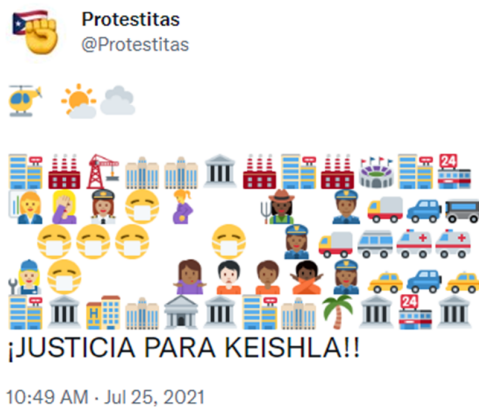 Protestitas
@Protestitas
¡JUSTICIA PARA KEISHLA!!
10:49 AM · Jul 25, 2021